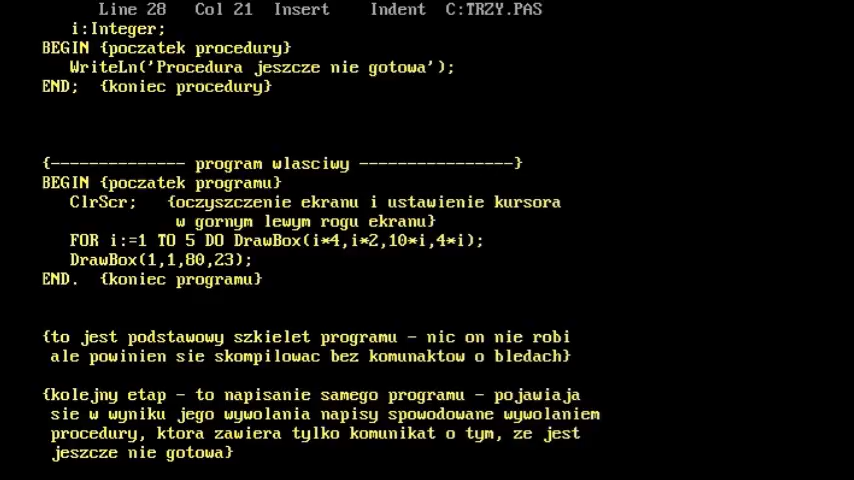 Line 28   Col 21  Insert    Indent  C:TRZY.PAS
i:Integer;
BEGIN {poczatek procedury}
WriteLn('Procedura jeszcze nie gotowa');
END;  {koniec procedury}
{-------------- program wlasciwy ----------------}
BEGIN {poczatek programu}
ClrScr;   {oczyszczenie ekranu i ustawienie kursora
w gornym lewym rogu ekranu}
FOR i:=1 TO 5 DO DrawBox(i*4,i*2,10*i,4*i);
DrawBox(1,1,80,23);
END.  {koniec programu}
{to jest podstawowy szkielet programu - nic on nie robi
ale powinien sie skompilowac bez komunaktow o bledach}
{kolejny etap - to napisanie samego programu - pojawiaja
sie w wyniku jego wywolania napisy spowodowane wywolaniem
procedury, ktora zawiera tylko komunikat o tym, ze jest
jeszcze nie gotowa}